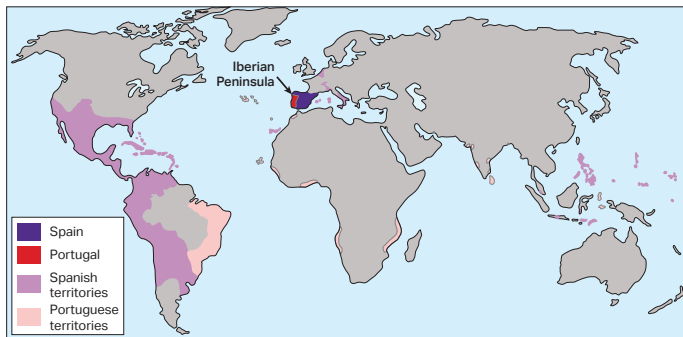 Iberian
Peninsula
Spain
Portugal
Spanish
territories
Portuguese
territories